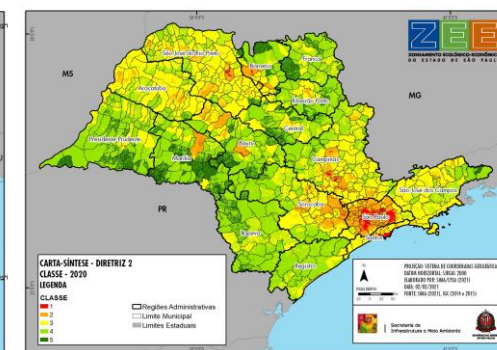 ZEE
ZONEAMENTO ECOLÓGICO-ECONÔMICO
DO ESTADO DE SÃO PAULO
MS
MG
PR
São José do Rio Preto
Barretos
Franca
Araçatuba
Ribeirão Preto
Central
Presidente Prudente
Marília
Bauru
Campinas
São José dos Campos
Sorocaba
São Paulo
Santos
Itapeva
Registro
CARTA-SÍNTESE - DIRETRIZ 2
CLASSE - 2020
LEGENDA
CLASSE
1
2
3
4
5
Regiões Administrativas
Limite Municipal
Limites Estaduais
N
PROJEÇÃO: SISTEMA DE COORDENADAS GEOGRÁFICAS
DATUM HORIZONTAL: SIRGAS 2000
Secretaria de
Infraestrutura e Meio Ambiente